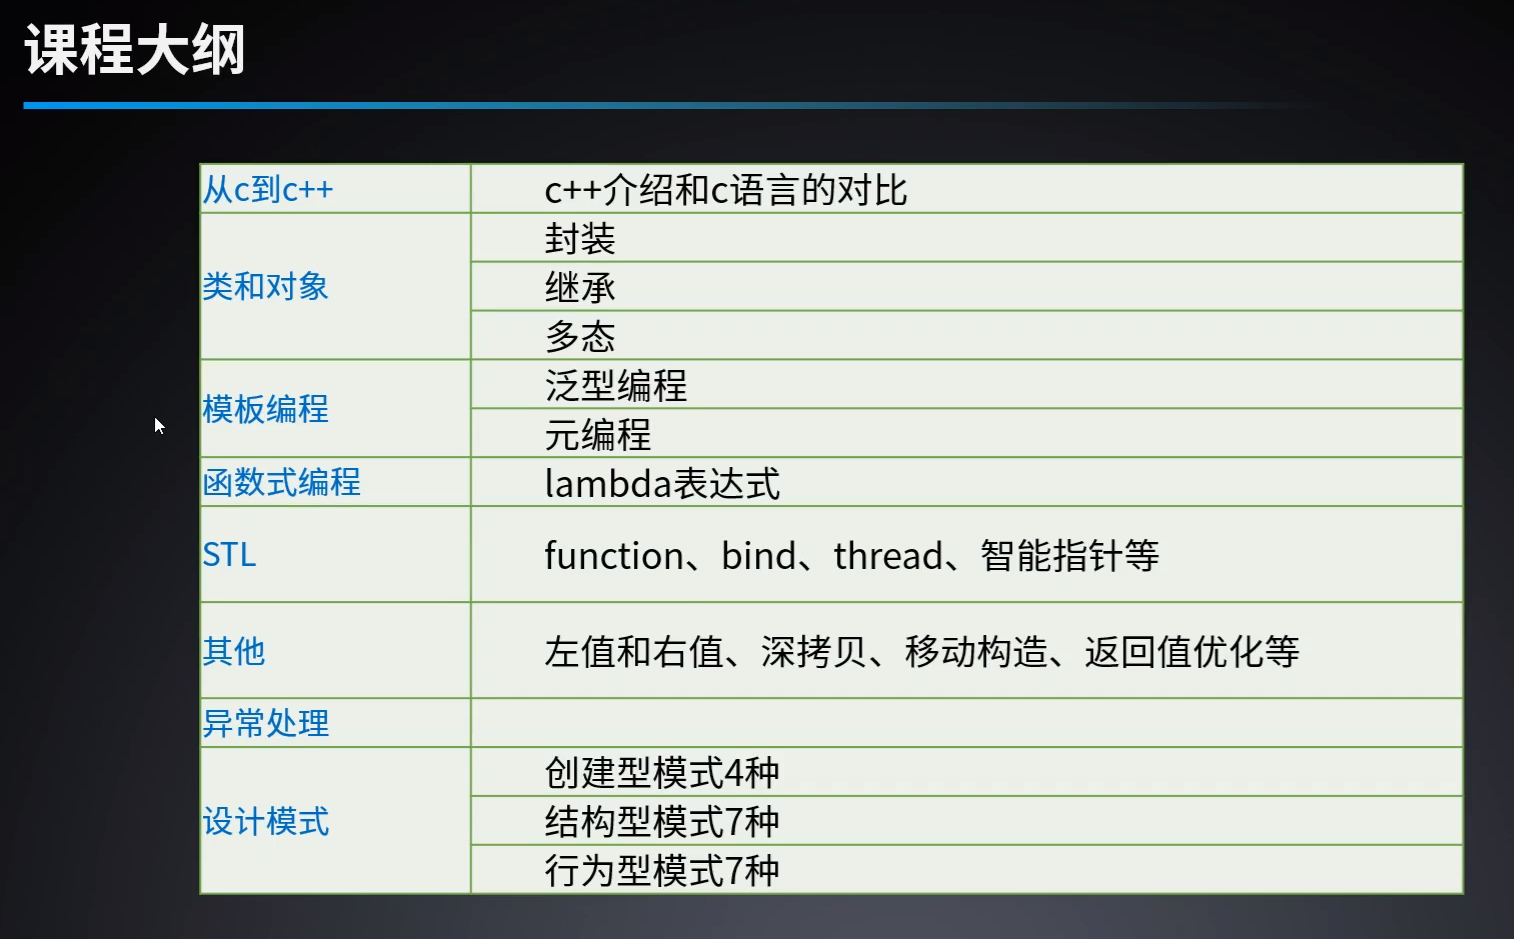 课程大纲
从c到c++
c++介绍和c语言的对比
类和对象
封装
继承
多态
模板编程
泛型编程
元编程
函数式编程
lambda表达式
STL
function、bind、thread、智能指针等
其他
左值和右值、深拷贝、移动构造、返回值优化等
异常处理
设计模式
创建型模式4种
结构型模式7种
行为型模式7种